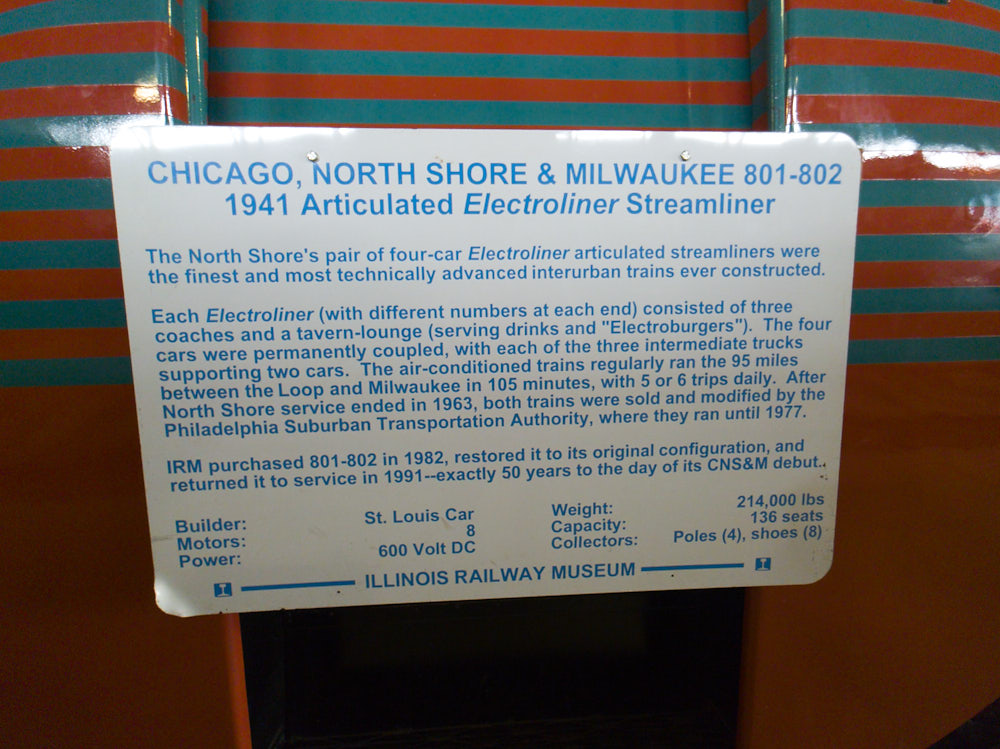 CHICAGO, NORTH SHORE & MILWAUKEE 801-802
1941 Articulated Electroliner Streamliner
The North Shore's pair of four-car Electroliner articulated streamliners were
the finest and most technically advanced interurban trains ever constructed.
Each Electroliner (with different numbers at each end) consisted of three
coaches and a tavern-lounge (serving drinks and "Electroburgers").  The four
cars were permanently coupled, with each of the three intermediate trucks
supporting two cars.  The air-conditioned trains regularly ran the 95 miles
between the Loop and Milwaukee in 105 minutes, with 5 or 6 trips daily.  After
North Shore service ended in 1963, both trains were sold and modified by the
Philadelphia Suburban Transportation Authority, where they ran until 1977.
IRM purchased 801-802 in 1982, restored it to its original configuration, and
returned it to service in 1991--exactly 50 years to the day of its CNS&M debut.
Builder: St. Louis Car
Motors: 8
Power: 600 Volt DC
Weight: 214,000 lbs
Capacity: 136 seats
Collectors: Poles (4), shoes (8)
I ILLINOIS RAILWAY MUSEUM I